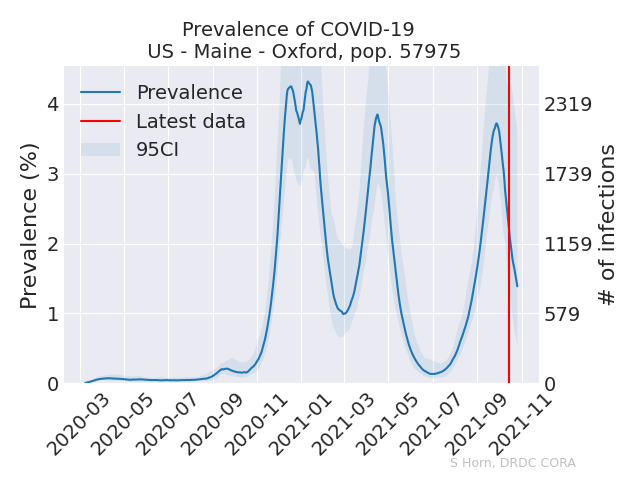 Prevalence of COVID-19
US - Maine - Oxford, pop. 57975
Prevalence
Latest data
95CI
Prevalence (%)
4
3
2
1
0
2319
1739
1159
579
0
# of infections
2020-03
2020-05
2020-07
2020-09
2020-11
2021-01
2021-03
2021-05
2021-07
2021-09
2021-11
S Horn, DRDC CORA